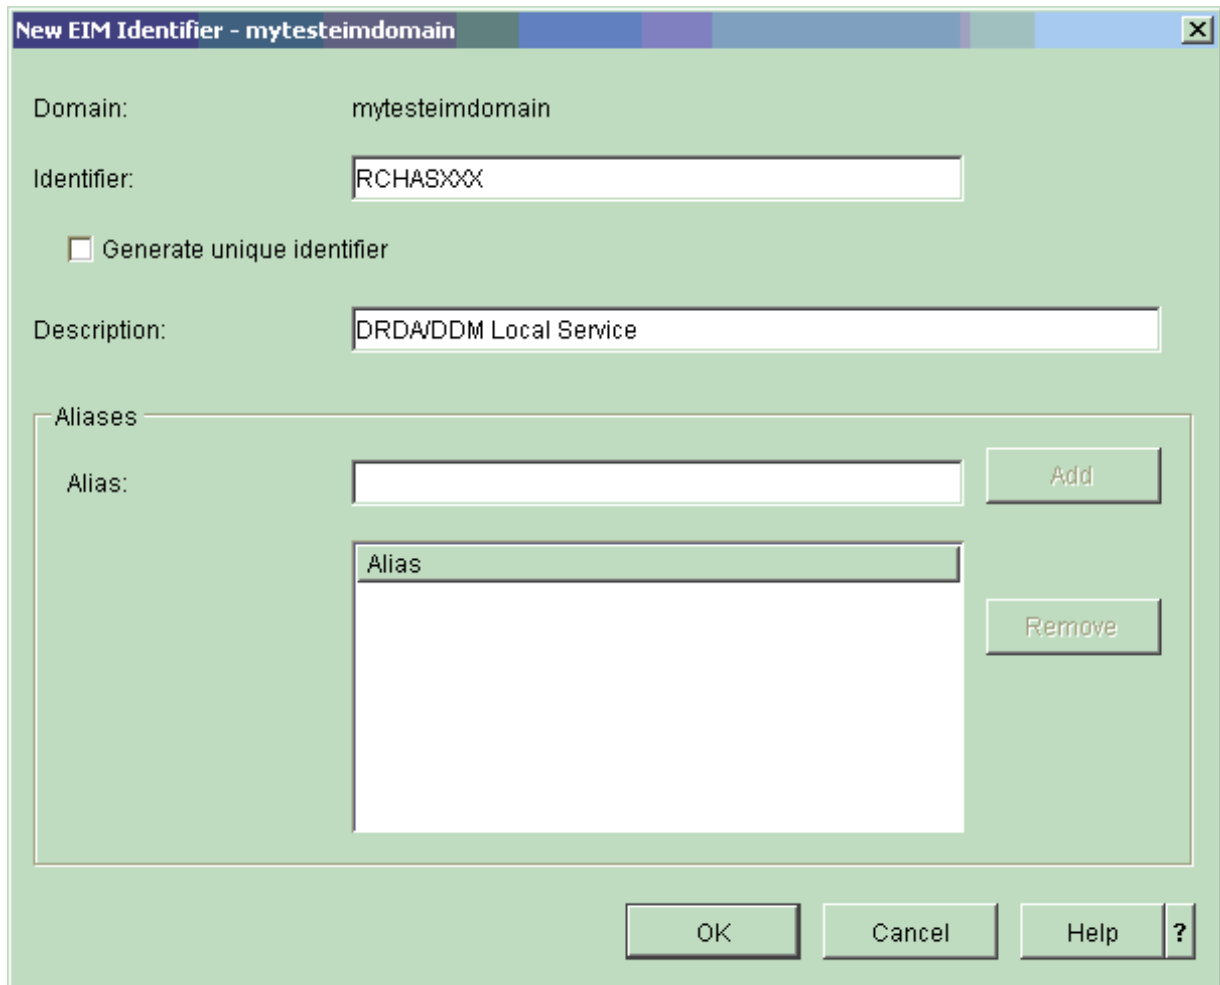 New EIM Identifier - mytesteimdomain
Domain: mytesteimdomain
Identifier: RCHASXXX
Generate unique identifier
Description: DRDA/DDM Local Service
Aliases
Alias: Add
Alias
Remove
OK Cancel Help ?